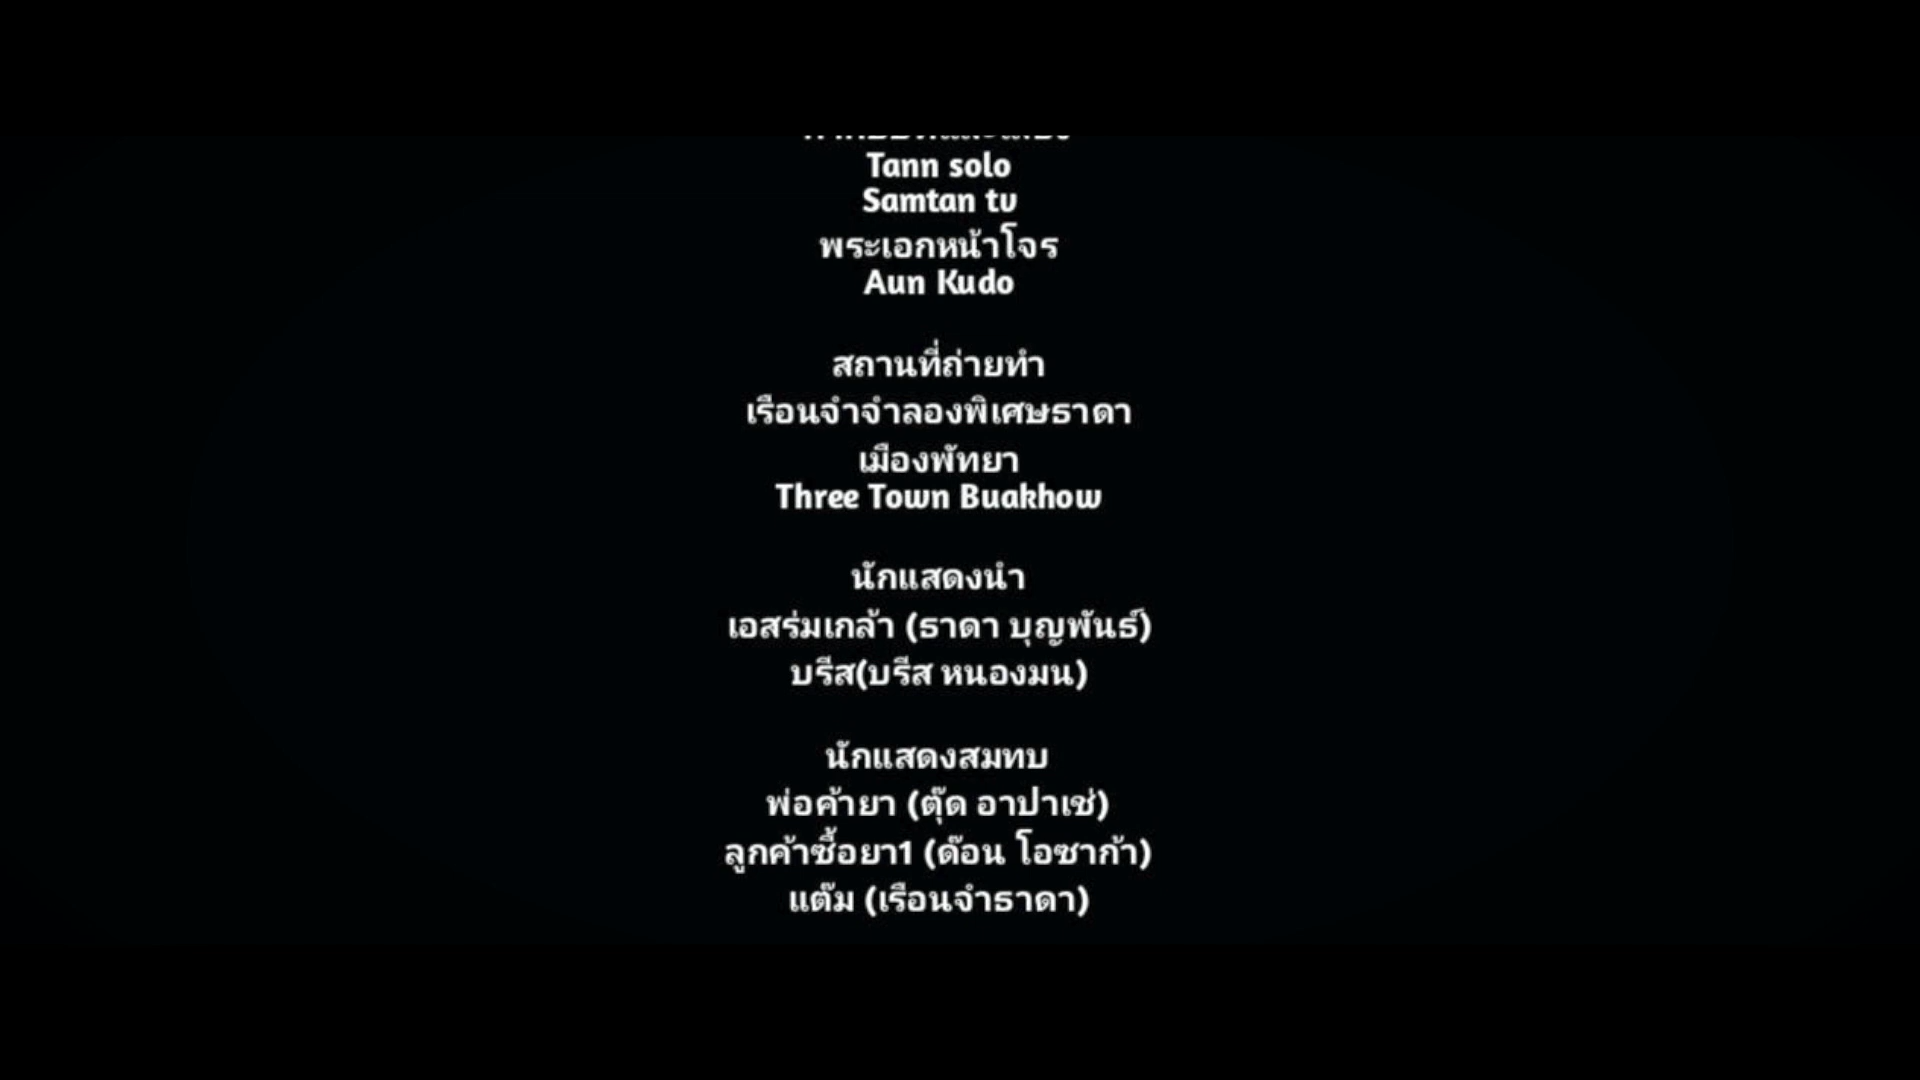 Tann solo
Samtan tv
พระเอกหน้าโจร
Aun Kudo
สถานที่ถ่ายทำ
เรือนจำจำลองพิเศษธาดา
เมืองพัทยา
Three Town Buakhow
นักแสดงนำ
เอสร่มเกล้า (ธาดา บุญพันธ์)
บรีส(บรีส หนองมน)
นักแสดงสมทบ
พ่อค้ายา (ตุ๊ด อาปาเช่)
ลูกค้าซื้อยา1 (ด๊อน โอซาก้า)
แต๊ม (เรือนจำธาดา)